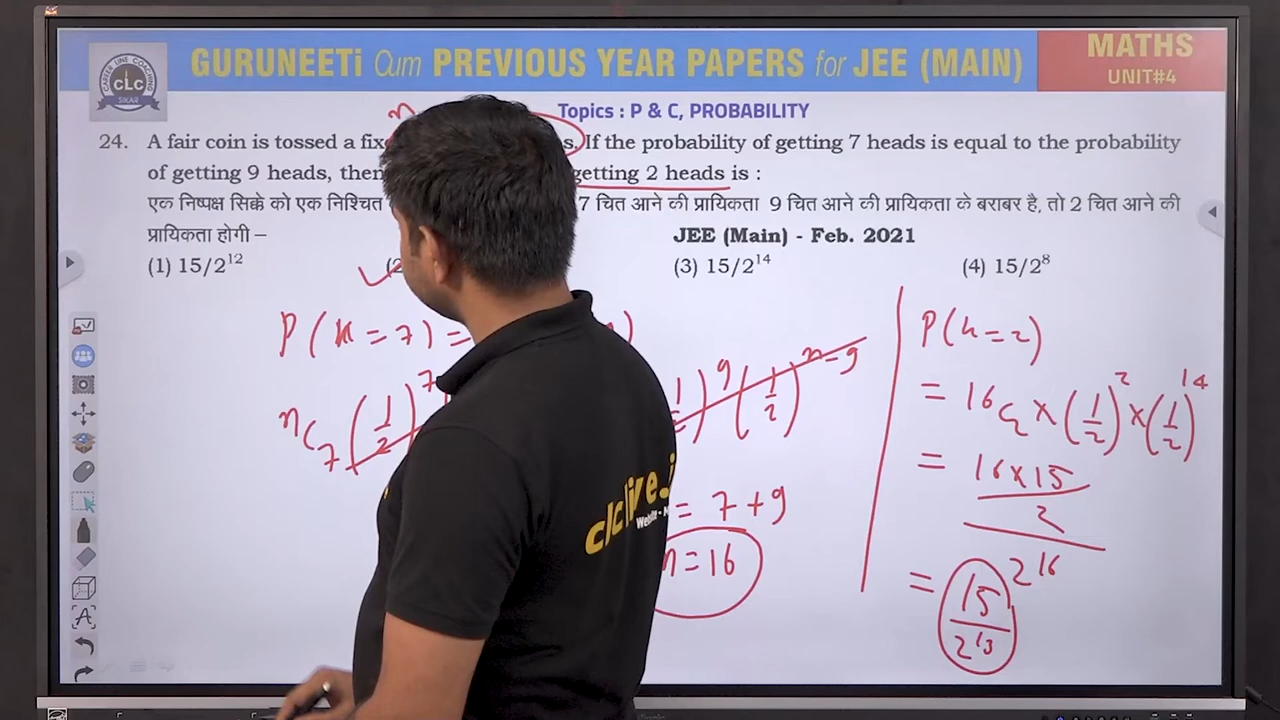 GURUNEETi Cum PREVIOUS YEAR PAPERS for JEE (MAIN)
MATHS
UNIT#4
CAREER LINE COACHING
CLC
SIKAR
Topics : P & C, PROBABILITY
n
24. A fair coin is tossed a If the probability of getting 7 heads is equal to the probability
of getting 9 heads, then getting 2 heads is :
एक निष्पक्ष सिक्के को एक निश्चित 7 चित आने की प्रायिकता 9 चित आने की प्रायिकता के बराबर है, तो 2 चित आने की
प्रायिकता होगी –
JEE (Main) - Feb. 2021
(1) 15/2¹²
(3) 15/2¹⁴
(4) 15/2⁸
P(x=7) =
ⁿC₇ (1/2)⁷
)⁹ (1/2)ⁿ⁻⁹
= 7+9
n=16
P(x=2)
= ¹⁶C₂ × (1/2)² × (1/2)¹⁴
= 16×15
2
2¹⁶
= 15
2¹³